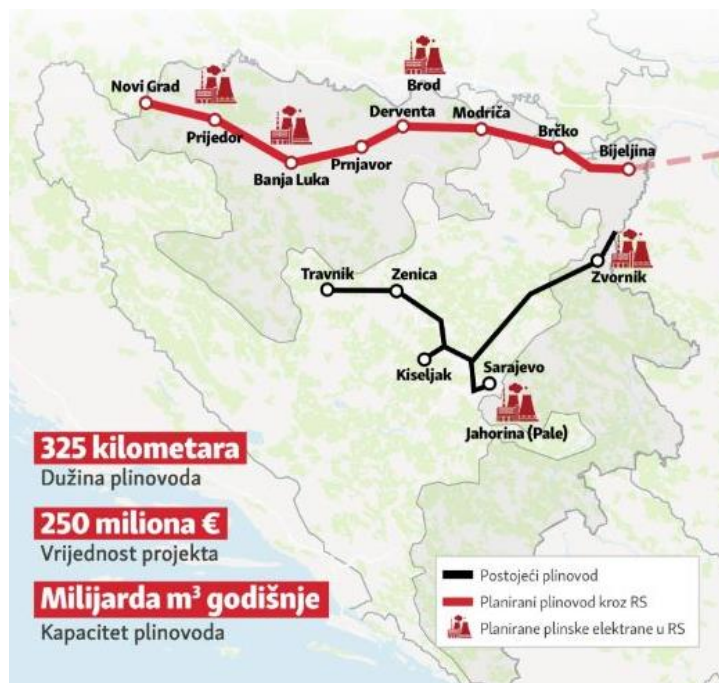 Brod
Novi Grad
Derventa
Modriča
Prijedor
Brčko
Prnjavor
Bijeljina
Banja Luka
Travnik
Zenica
Zvornik
Kiseljak
Sarajevo
Jahorina (Pale)
325 kilometara
Dužina plinovoda
250 miliona €
Vrijednost projekta
Milijarda m³ godišnje
Kapacitet plinovoda
Postojeći plinovod
Planirani plinovod kroz RS
Planirane plinske elektrane u RS